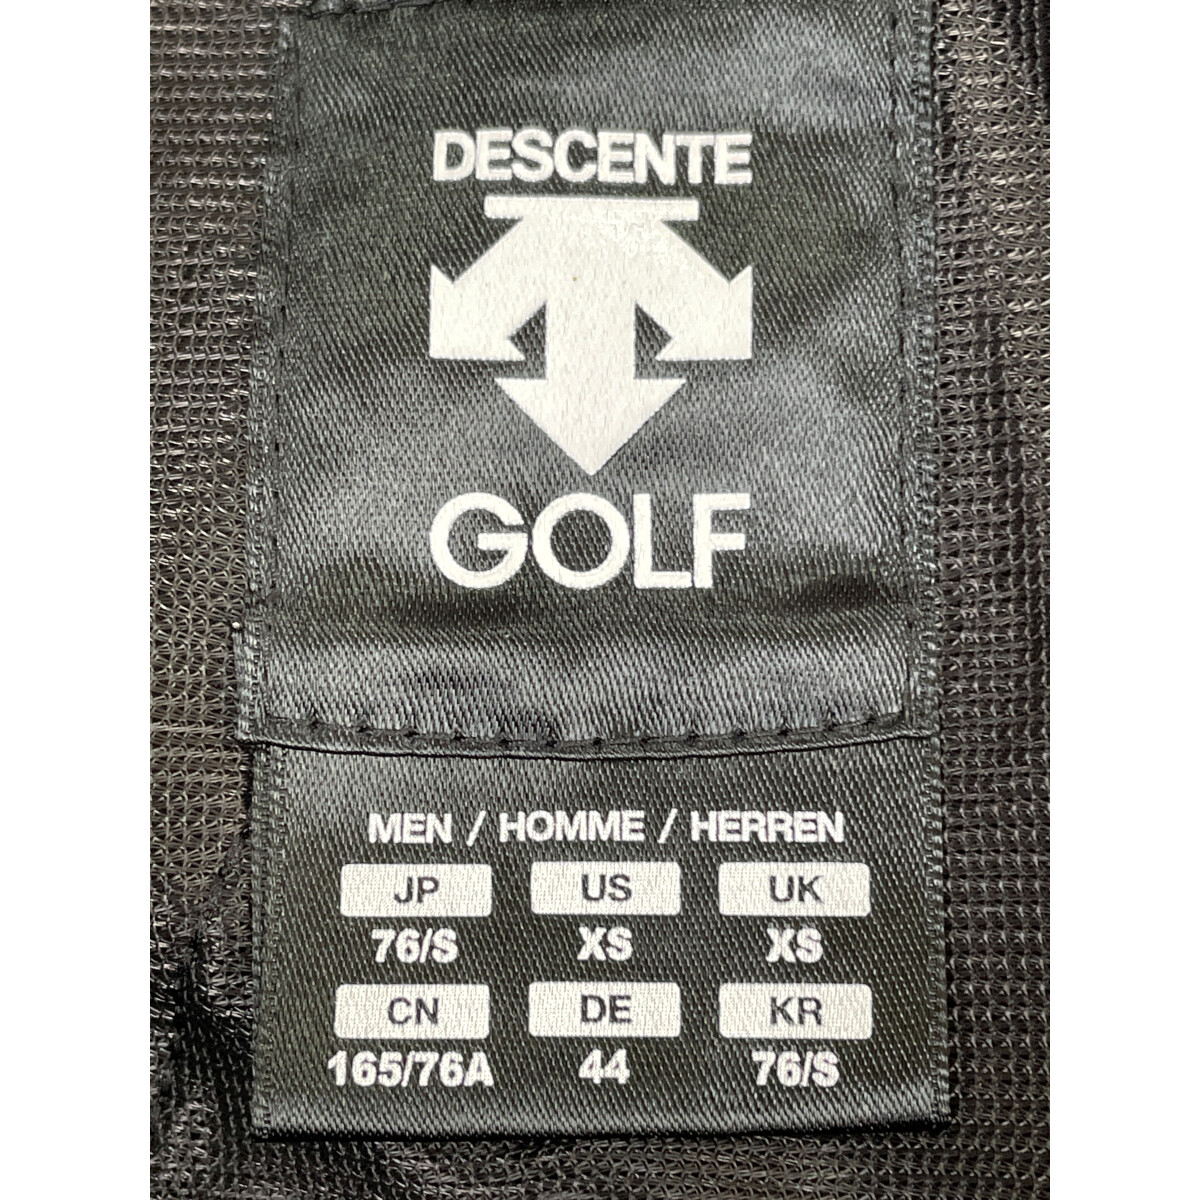 DESCENTE
GOLF
MEN / HOMME / HERREN
JP US UK
76/S XS XS
CN DE KR
165/76A 44 76/S